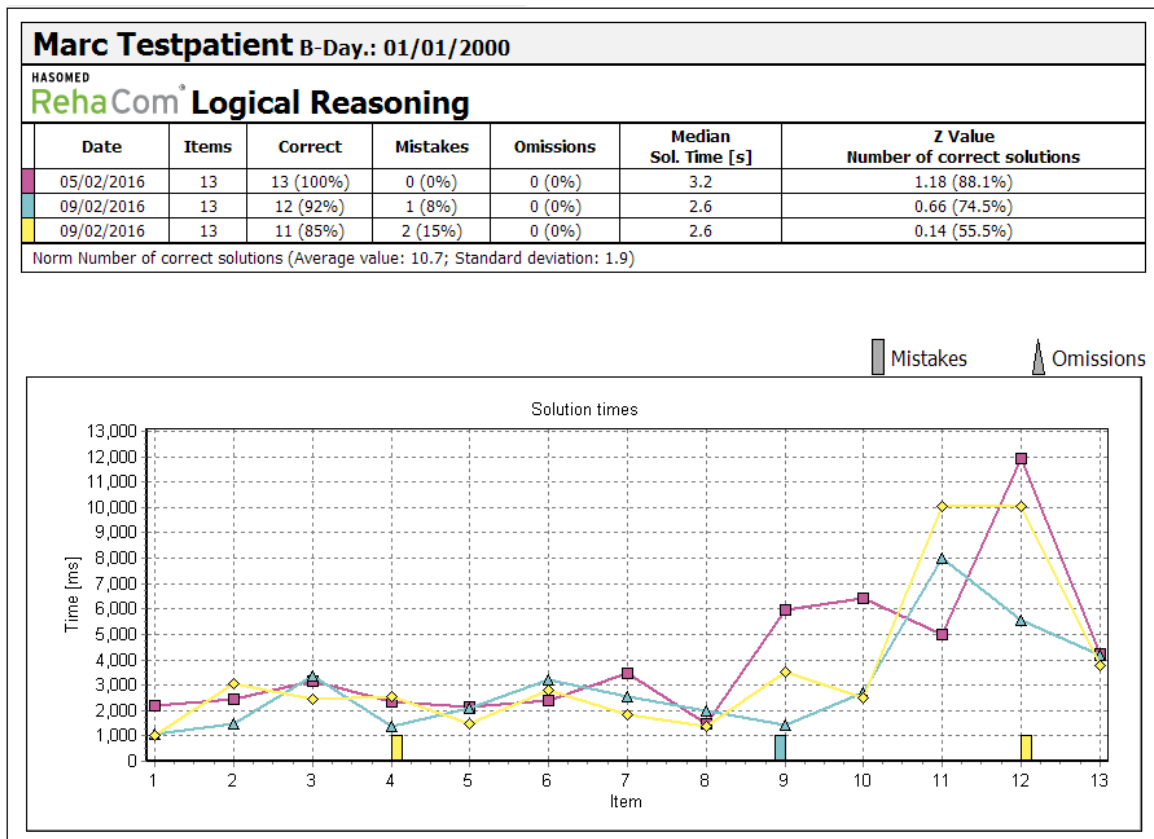 Marc Testpatient B-Day.: 01/01/2000
HASOMED
RehaCom® Logical Reasoning
Date Items Correct Mistakes Omissions Median Sol. Time [s] Z Value Number of correct solutions
05/02/2016 13 13 (100%) 0 (0%) 0 (0%) 3.2 1.18 (88.1%)
09/02/2016 13 12 (92%) 1 (8%) 0 (0%) 2.6 0.66 (74.5%)
09/02/2016 13 11 (85%) 2 (15%) 0 (0%) 2.6 0.14 (55.5%)
Norm Number of correct solutions (Average value: 10.7; Standard deviation: 1.9)
Mistakes Omissions
Solution times
13,000
12,000
11,000
10,000
9,000
8,000
7,000
6,000
5,000
4,000
3,000
2,000
1,000
0
Time [ms]
1 2 3 4 5 6 7 8 9 10 11 12 13
Item